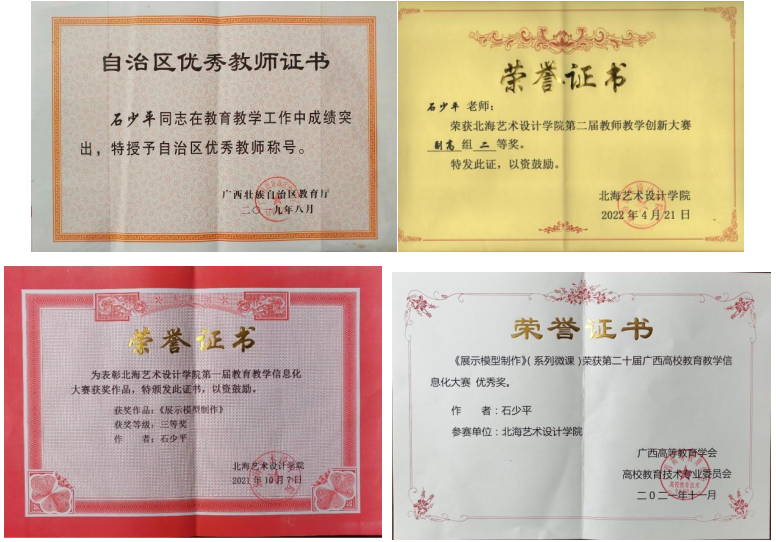 自治区优秀教师证书
石少平同志在教育教学工作中成绩突
出，特授予自治区优秀教师称号。
广西壮族自治区教育厅
二〇一九年八月
荣誉证书
石少平 老师：
荣获北海艺术设计学院第二届教师教学创新大赛
副高 组 二 等奖。
特发此证，以资鼓励。
北海艺术设计学院
2022年4月21日
荣誉证书
为表彰北海艺术设计学院第一届教育教学信息化
大赛获奖作品，特颁发此证书，以资鼓励。
获奖作品：《展示模型制作》
获奖等级：三等奖
作 者：石少平
北海艺术设计学院
2021年10月7日
荣誉证书
《展示模型制作》（系列微课）荣获第二十届广西高校教育教学信
息化大赛 优秀奖。
作 者：石少平
参赛单位：北海艺术设计学院
广西高等教育学会
高校教育技术专业委员会
二〇二一年十一月